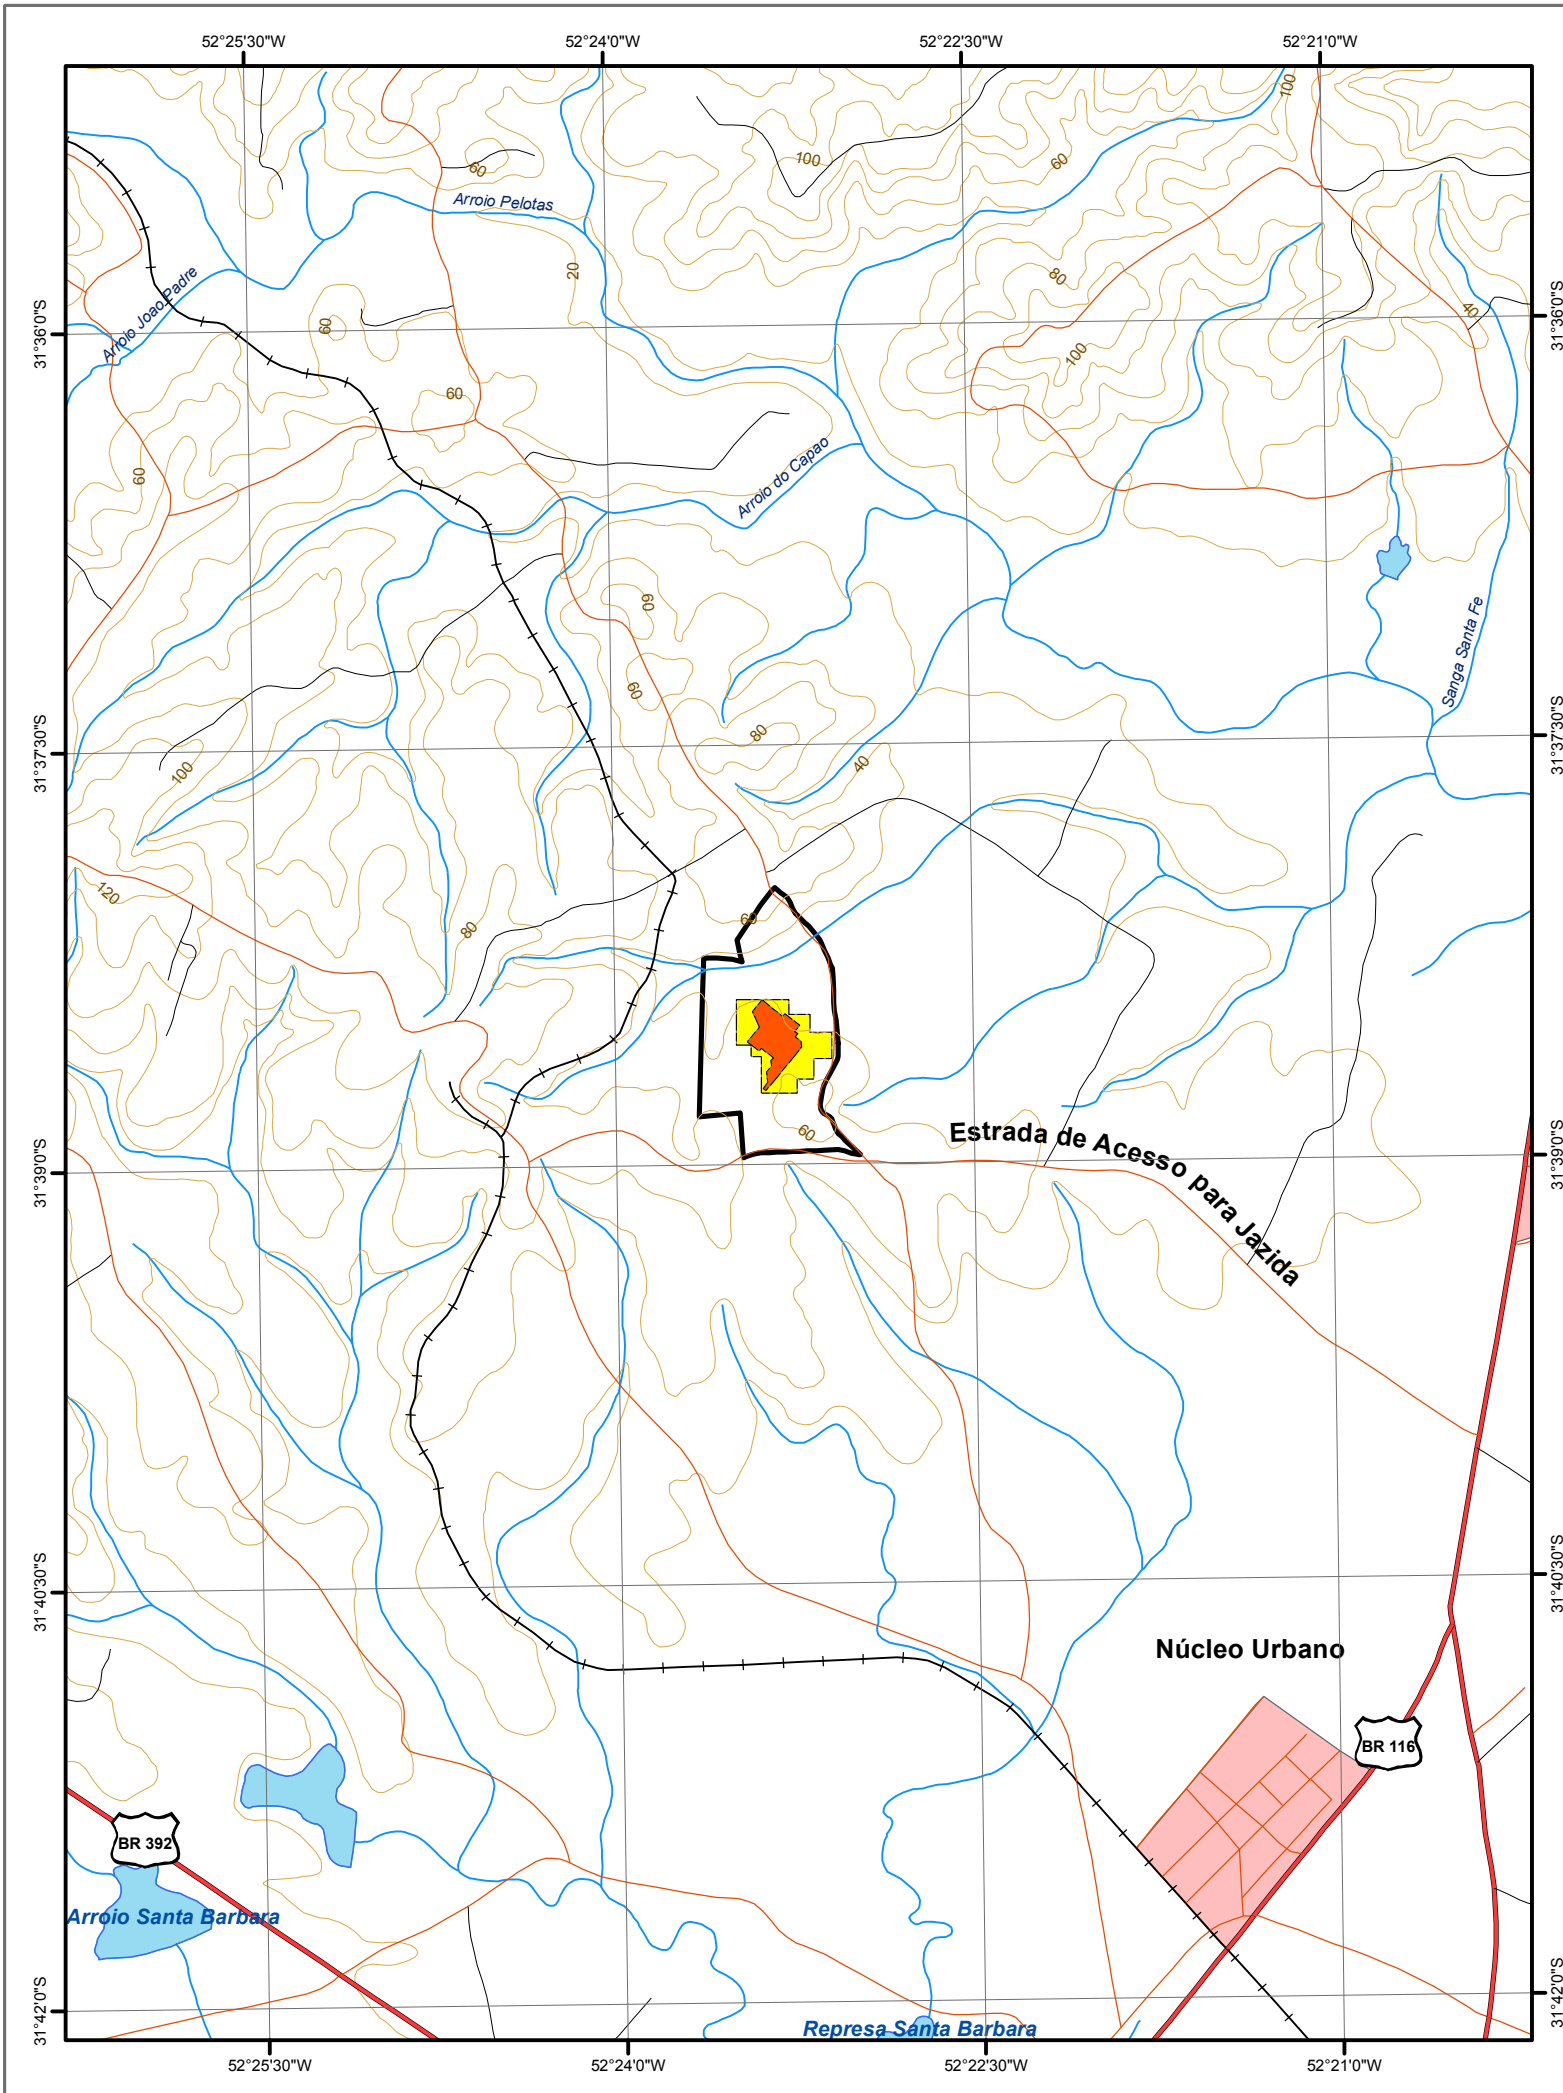 52°25'30"W
52°24'0"W
52°22'30"W
52°21'0"W
100
60
100
60
Arroio Pelotas
20
80
Arroio Joao Padre
31°36'0"S
31°36'0"S
60
40
100
60
60
Arroio do Capao
60
Sanga Santa Fe
60
80
31°37'30"S
31°37'30"S
100
40
120
80
60
60
Estrada de Acesso para Jazida
31°39'0"S
31°39'0"S
31°40'30"S
31°40'30"S
Núcleo Urbano
BR 116
BR 392
Arroio Santa Barbara
31°42'0"S
31°42'0"S
Represa Santa Barbara
52°25'30"W
52°24'0"W
52°22'30"W
52°21'0"W